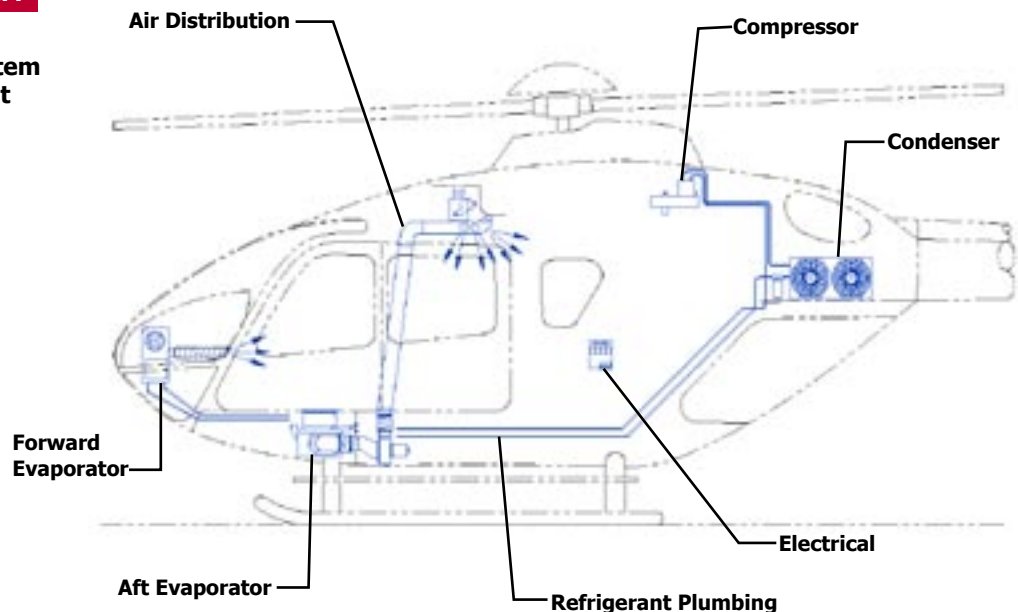 Air Distribution
Compressor
Condenser
Forward
Evaporator
Aft Evaporator
Electrical
Refrigerant Plumbing